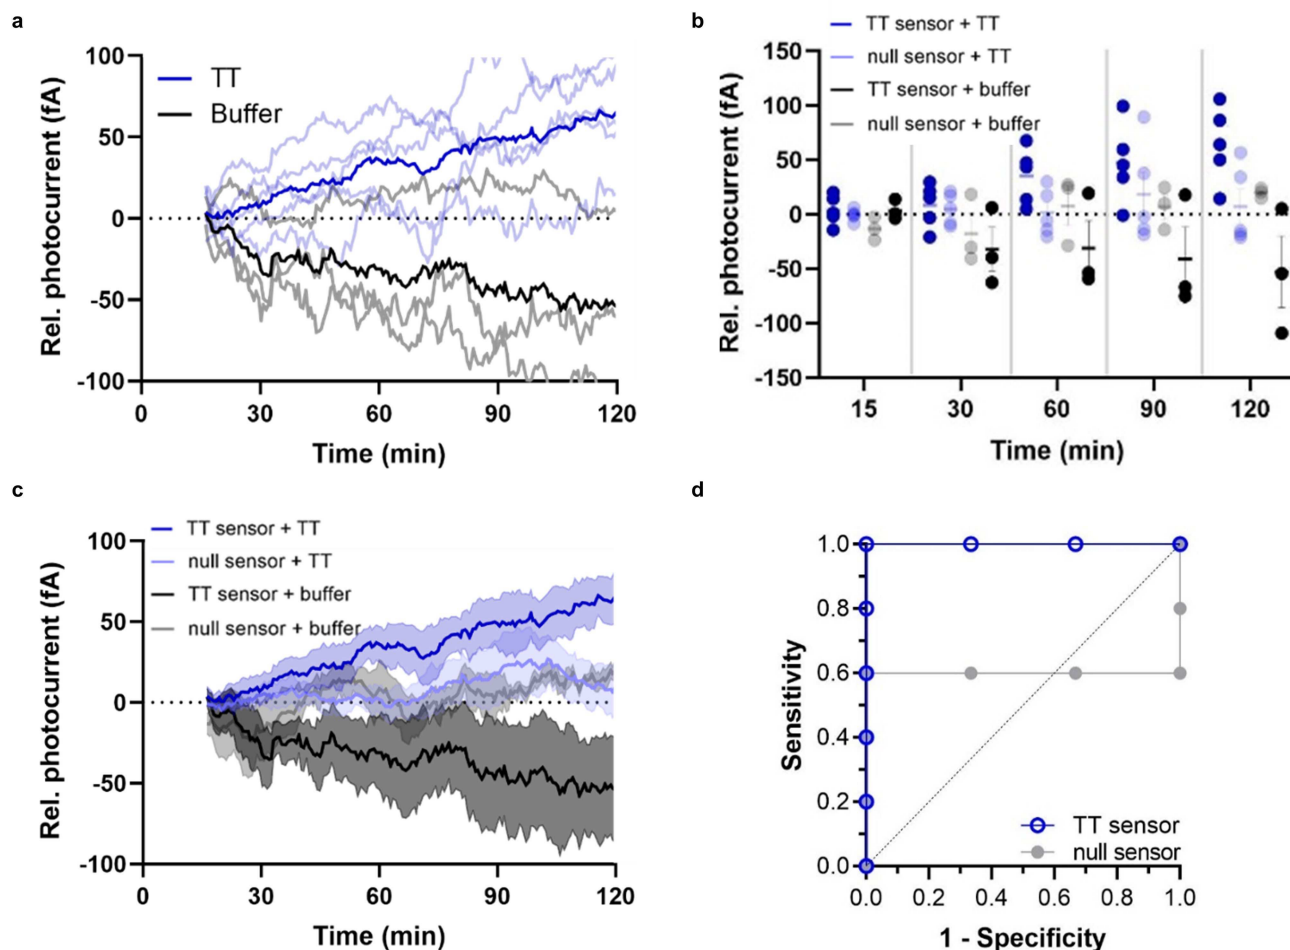 a
100
50
0
-50
-100
Rel. photocurrent (fA)
TT
Buffer
0
30
60
90
120
Time (min)
b
TT sensor + TT
null sensor + TT
TT sensor + buffer
null sensor + buffer
150
100
50
0
-50
-100
-150
Rel. photocurrent (fA)
15
30
60
90
120
Time (min)
c
TT sensor + TT
null sensor + TT
TT sensor + buffer
null sensor + buffer
100
50
0
-50
-100
Rel. photocurrent (fA)
0
30
60
90
120
Time (min)
d
1.0
0.8
0.6
0.4
0.2
0.0
Sensitivity
TT sensor
null sensor
0.0
0.2
0.4
0.6
0.8
1.0
1 - Specificity